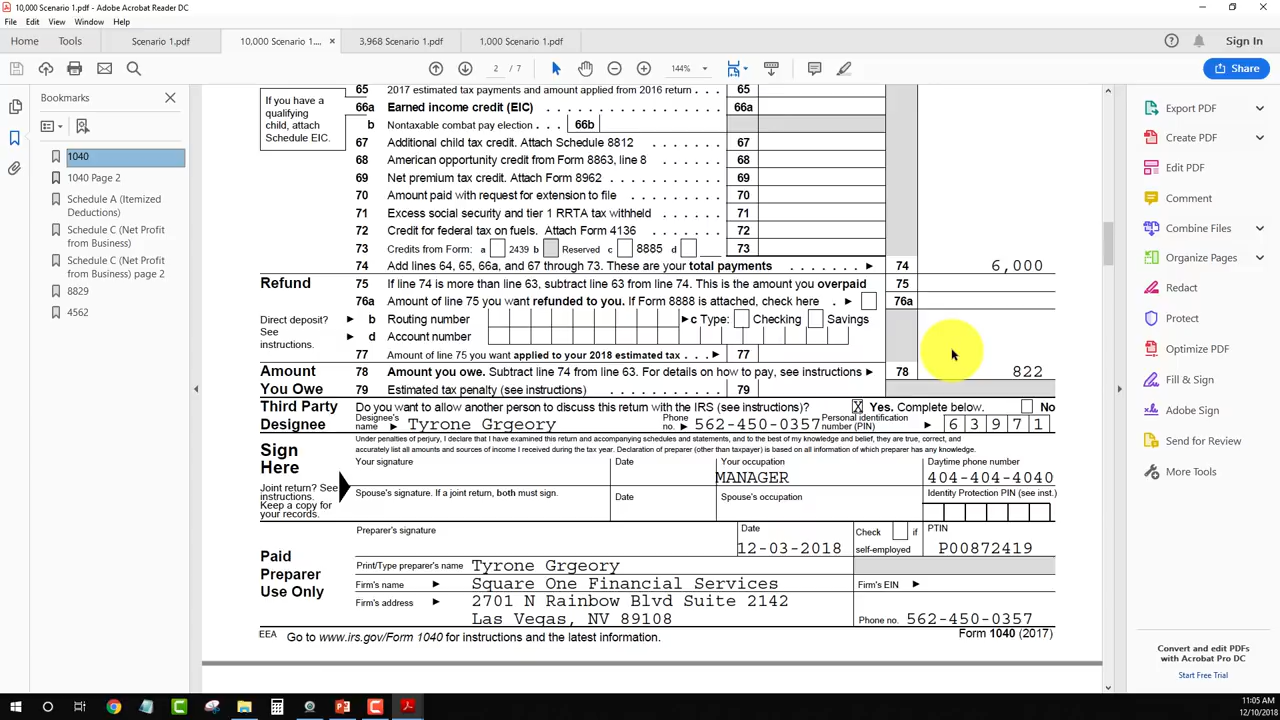 10,000 Scenario 1.pdf - Adobe Acrobat Reader DC
File Edit View Window Help
Home Tools Scenario 1.pdf 10,000 Scenario 1.... × 3,968 Scenario 1.pdf 1,000 Scenario 1.pdf Sign In
2 / 7 144% Share
Bookmarks
1040
1040 Page 2
Schedule A (Itemized
Deductions)
Schedule C (Net Profit
from Business)
Schedule C (Net Profit
from Business) page 2
8829
4562
If you have a
qualifying
child, attach
Schedule EIC.
65 2017 estimated tax payments and amount applied from 2016 return . . . 65
66a Earned income credit (EIC) . . . . . . . . . . . . . . . . 66a
b Nontaxable combat pay election . . . 66b
67 Additional child tax credit. Attach Schedule 8812 . . . . . . . 67
68 American opportunity credit from Form 8863, line 8 . . . . . . 68
69 Net premium tax credit. Attach Form 8962 . . . . . . . . . 69
70 Amount paid with request for extension to file . . . . . . . . 70
71 Excess social security and tier 1 RRTA tax withheld . . . . . 71
72 Credit for federal tax on fuels. Attach Form 4136 . . . . . . . 72
73 Credits from Form: a 2439 b Reserved c 8885 d 73
74 Add lines 64, 65, 66a, and 67 through 73. These are your total payments . . . . . . . 74 6,000
Refund 75 If line 74 is more than line 63, subtract line 63 from line 74. This is the amount you overpaid 75
76a Amount of line 75 you want refunded to you. If Form 8888 is attached, check here . 76a
Direct deposit?
See
instructions.
b Routing number c Type: Checking Savings
d Account number
77 Amount of line 75 you want applied to your 2018 estimated tax . . . 77
Amount
You Owe
78 Amount you owe. Subtract line 74 from line 63. For details on how to pay, see instructions 78 822
79 Estimated tax penalty (see instructions) . . . . . . . . . . 79
Third Party
Designee
Do you want to allow another person to discuss this return with the IRS (see instructions)? X Yes. Complete below. No
Designee's
name Tyrone Grgeory
Phone
no. 562-450-0357
Personal identification
number (PIN) 6 3 9 7 1
Sign
Here
Joint return? See
instructions.
Keep a copy for
your records.
Under penalties of perjury, I declare that I have examined this return and accompanying schedules and statements, and to the best of my knowledge and belief, they are true, correct, and
accurately list all amounts and sources of income I received during the tax year. Declaration of preparer (other than taxpayer) is based on all information of which preparer has any knowledge.
Your signature Date Your occupation Daytime phone number
MANAGER 404-404-4040
Spouse's signature. If a joint return, both must sign. Date Spouse's occupation Identity Protection PIN (see inst.)
Paid
Preparer
Use Only
Preparer's signature Date Check if PTIN
12-03-2018 self-employed P00872419
Print/Type preparer's name Tyrone Grgeory
Firm's name Square One Financial Services Firm's EIN
Firm's address 2701 N Rainbow Blvd Suite 2142
Las Vegas, NV 89108 Phone no. 562-450-0357
EEA Go to www.irs.gov/Form 1040 for instructions and the latest information. Form 1040 (2017)
Export PDF
Create PDF
Edit PDF
Comment
Combine Files
Organize Pages
Redact
Protect
Optimize PDF
Fill & Sign
Adobe Sign
Send for Review
More Tools
Convert and edit PDFs
with Acrobat Pro DC
Start Free Trial
11:05 AM
12/10/2018